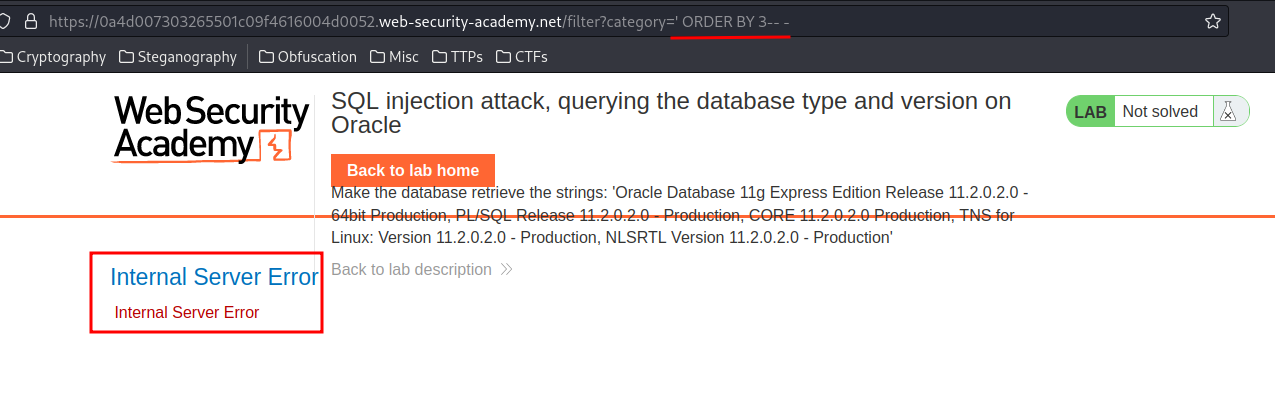 https://0a4d007303265501c09f4616004d0052.web-security-academy.net/filter?category=' ORDER BY 3-- -
Cryptography Steganography Obfuscation Misc TTPs CTFs
Web Security
Academy
SQL injection attack, querying the database type and version on
Oracle
LAB Not solved
Back to lab home
Make the database retrieve the strings: 'Oracle Database 11g Express Edition Release 11.2.0.2.0 -
64bit Production, PL/SQL Release 11.2.0.2.0 - Production, CORE 11.2.0.2.0 Production, TNS for
Linux: Version 11.2.0.2.0 - Production, NLSRTL Version 11.2.0.2.0 - Production'
Back to lab description
Internal Server Error
Internal Server Error